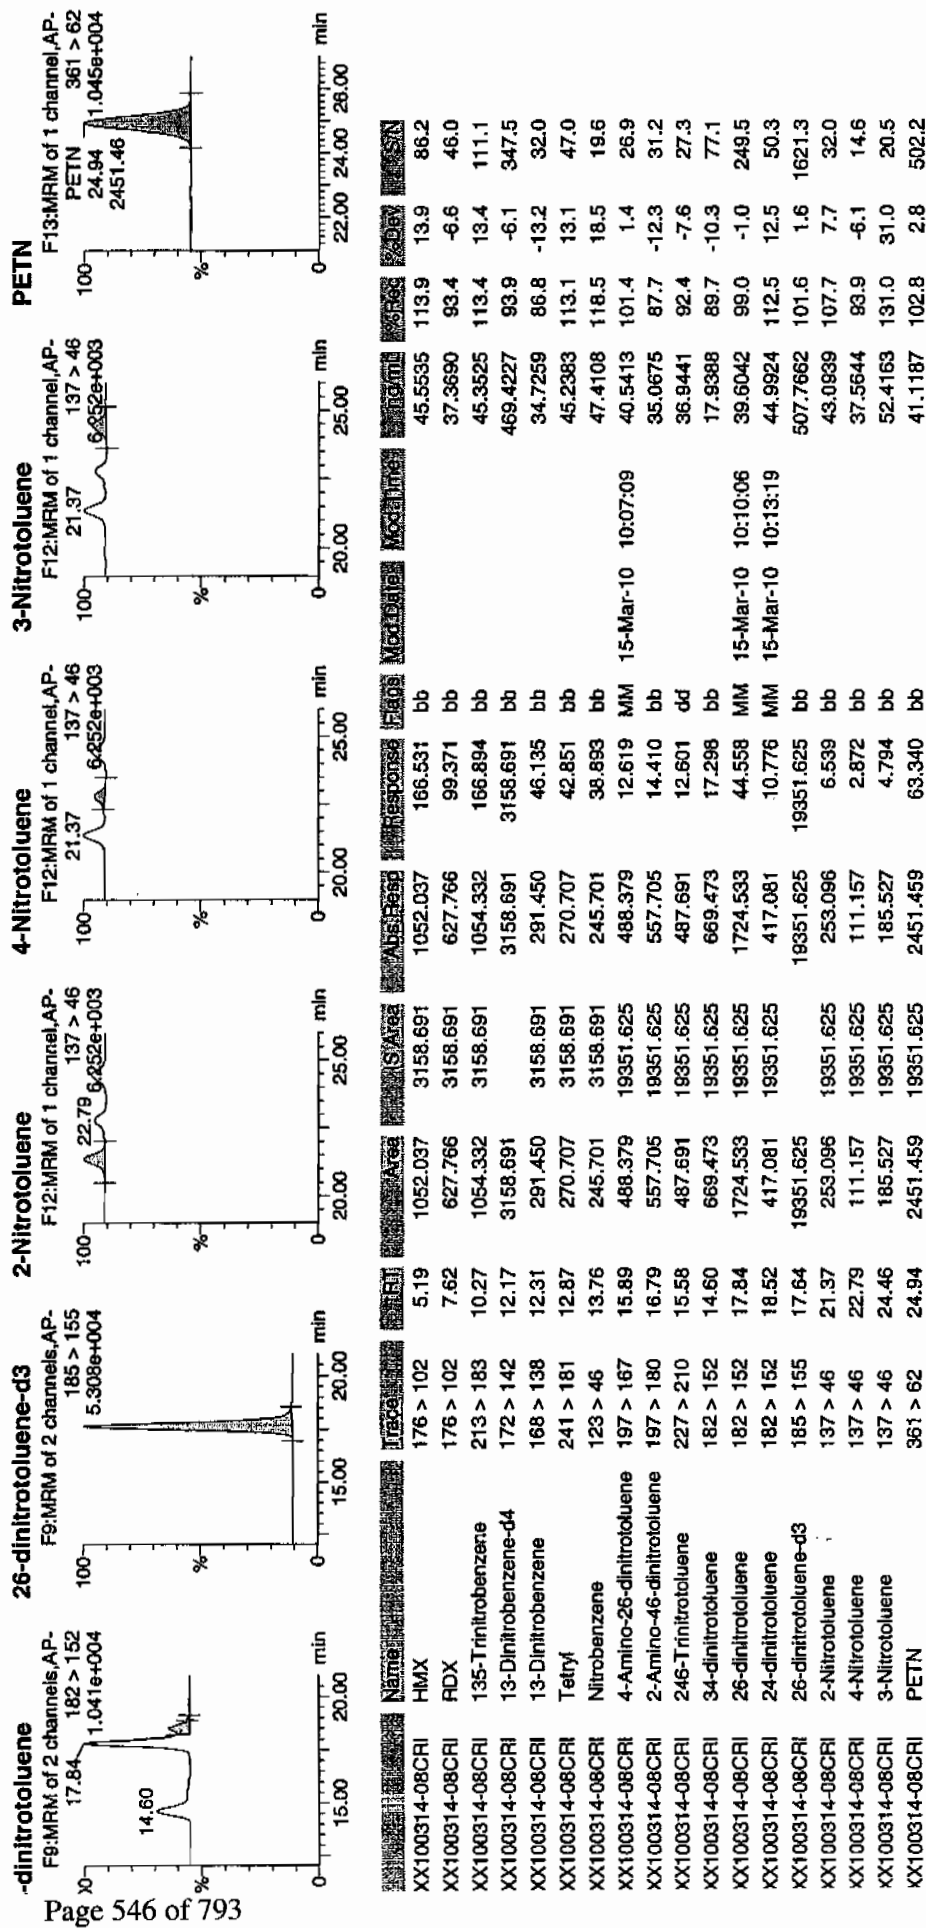 -dinitrotoluene
F9:MRM of 2 channels,AP-
182 > 152
1.041e+004
17.84
14.60
%
0
15.00 20.00
26-dinitrotoluene-d3
F9:MRM of 2 channels,AP-
185 > 155
5.308e+004
100
%
0
15.00 20.00 min
2-Nitrotoluene
F12:MRM of 1 channel,AP-
137 > 46
22.79 6.252e+003
100
%
0
20.00 25.00 min
4-Nitrotoluene
F12:MRM of 1 channel,AP-
137 > 46
21.37
6.252e+003
100
%
0
20.00 25.00 min
3-Nitrotoluene
F12:MRM of 1 channel,AP-
137 > 46
21.37
6.252e+003
100
%
0
20.00 25.00 min
PETN
F13:MRM of 1 channel,AP-
PETN 361 > 62
24.94 1.045e+004
2451.46
100
%
0
22.00 24.00 26.00 min
Name Trace RT Area IS Area Abs.Resp Response Flags Mod.Date Mod.Time ng/ml %Rec %Dev S/N
XX100314-08CRI HMX 176 > 102 5.19 1052.037 3158.691 1052.037 166.531 bb 45.5535 113.9 13.9 86.2
XX100314-08CRI RDX 176 > 102 7.62 627.766 3158.691 627.766 99.371 bb 37.3690 93.4 -6.6 46.0
XX100314-08CRI 135-Trinitrobenzene 213 > 183 10.27 1054.332 3158.691 1054.332 166.894 bb 45.3525 113.4 13.4 111.1
XX100314-08CRI 13-Dinitrobenzene-d4 172 > 142 12.17 3158.691 3158.691 3158.691 bb 469.4227 93.9 -6.1 347.5
XX100314-08CRI 13-Dinitrobenzene 168 > 138 12.31 291.450 3158.691 291.450 46.135 bb 34.7259 86.8 -13.2 32.0
XX100314-08CRI Tetryl 241 > 181 12.87 270.707 3158.691 270.707 42.851 bb 45.2383 113.1 13.1 47.0
XX100314-08CRI Nitrobenzene 123 > 46 13.76 245.701 3158.691 245.701 38.893 bb 47.4108 118.5 18.5 19.6
XX100314-08CRI 4-Amino-26-dinitrotoluene 197 > 167 15.89 488.379 19351.625 488.379 12.619 MM 15-Mar-10 10:07:09 40.5413 101.4 1.4 26.9
XX100314-08CRI 2-Amino-46-dinitrotoluene 197 > 180 16.79 557.705 19351.625 557.705 14.410 bb 35.0675 87.7 -12.3 31.2
XX100314-08CRI 246-Trinitrotoluene 227 > 210 15.58 487.691 19351.625 487.691 12.601 dd 36.9441 92.4 -7.6 27.3
XX100314-08CRI 34-dinitrotoluene 182 > 152 14.60 669.473 19351.625 669.473 17.298 bb 17.9388 89.7 -10.3 77.1
XX100314-08CRI 26-dinitrotoluene 182 > 152 17.84 1724.533 19351.625 1724.533 44.558 MM 15-Mar-10 10:10:06 39.6042 99.0 -1.0 249.5
XX100314-08CRI 24-dinitrotoluene 182 > 152 18.52 417.081 19351.625 417.081 10.776 MM 15-Mar-10 10:13:19 44.9924 112.5 12.5 50.3
XX100314-08CRI 26-dinitrotoluene-d3 185 > 155 17.64 19351.625 19351.625 19351.625 bb 507.7662 101.6 1.6 1621.3
XX100314-08CRI 2-Nitrotoluene 137 > 46 21.37 253.096 19351.625 253.096 6.539 bb 43.0939 107.7 7.7 32.0
XX100314-08CRI 4-Nitrotoluene 137 > 46 22.79 111.157 19351.625 111.157 2.872 bb 37.5644 93.9 -6.1 14.6
XX100314-08CRI 3-Nitrotoluene 137 > 46 24.46 185.527 19351.625 185.527 4.794 bb 52.4163 131.0 31.0 20.5
XX100314-08CRI PETN 361 > 62 24.94 2451.459 19351.625 2451.459 63.340 bb 41.1187 102.8 2.8 502.2
Page 546 of 793